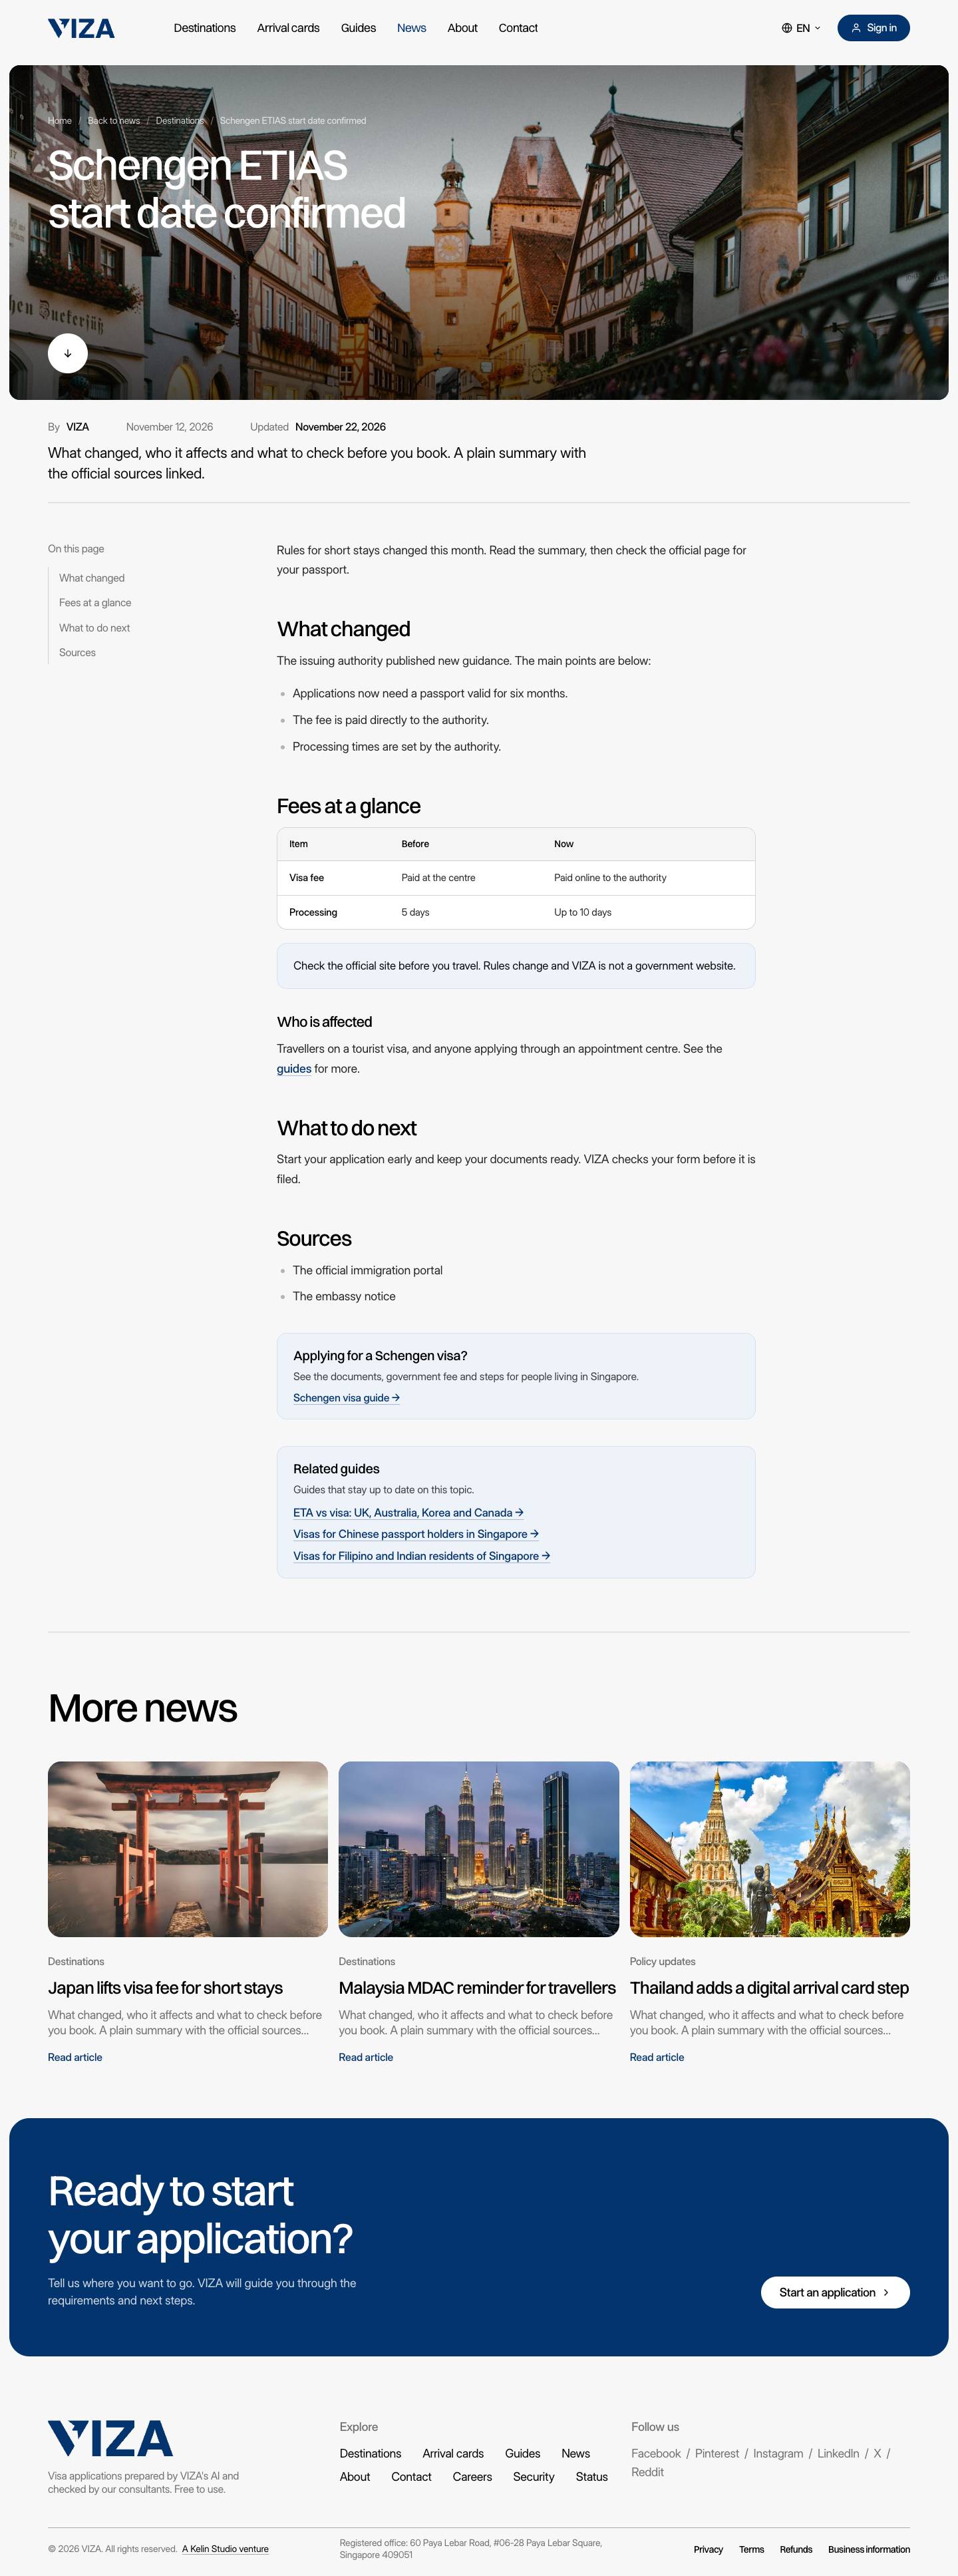 VIZA
Destinations Arrival cards Guides News About Contact
EN
Sign in
Home / Back to news / Destinations / Schengen ETIAS start date confirmed
Schengen ETIAS
start date confirmed
By VIZA November 12, 2026 Updated November 22, 2026
What changed, who it affects and what to check before you book. A plain summary with
the official sources linked.
On this page
What changed
Fees at a glance
What to do next
Sources
Rules for short stays changed this month. Read the summary, then check the official page for
your passport.
What changed
The issuing authority published new guidance. The main points are below:
Applications now need a passport valid for six months.
The fee is paid directly to the authority.
Processing times are set by the authority.
Fees at a glance
Item Before Now
Visa fee Paid at the centre Paid online to the authority
Processing 5 days Up to 10 days
Check the official site before you travel. Rules change and VIZA is not a government website.
Who is affected
Travellers on a tourist visa, and anyone applying through an appointment centre. See the
guides for more.
What to do next
Start your application early and keep your documents ready. VIZA checks your form before it is
filed.
Sources
The official immigration portal
The embassy notice
Applying for a Schengen visa?
See the documents, government fee and steps for people living in Singapore.
Schengen visa guide →
Related guides
Guides that stay up to date on this topic.
ETA vs visa: UK, Australia, Korea and Canada →
Visas for Chinese passport holders in Singapore →
Visas for Filipino and Indian residents of Singapore →
More news
Destinations
Japan lifts visa fee for short stays
What changed, who it affects and what to check before
you book. A plain summary with the official sources...
Read article
Destinations
Malaysia MDAC reminder for travellers
What changed, who it affects and what to check before
you book. A plain summary with the official sources...
Read article
Policy updates
Thailand adds a digital arrival card step
What changed, who it affects and what to check before
you book. A plain summary with the official sources...
Read article
Ready to start
your application?
Tell us where you want to go. VIZA will guide you through the
requirements and next steps.
Start an application
VIZA
Visa applications prepared by VIZA's AI and
checked by our consultants. Free to use.
Explore
Destinations Arrival cards Guides News
About Contact Careers Security Status
Follow us
Facebook / Pinterest / Instagram / LinkedIn / X /
Reddit
© 2026 VIZA. All rights reserved. A Kelin Studio venture
Registered office: 60 Paya Lebar Road, #06-28 Paya Lebar Square,
Singapore 409051
Privacy Terms Refunds Business information